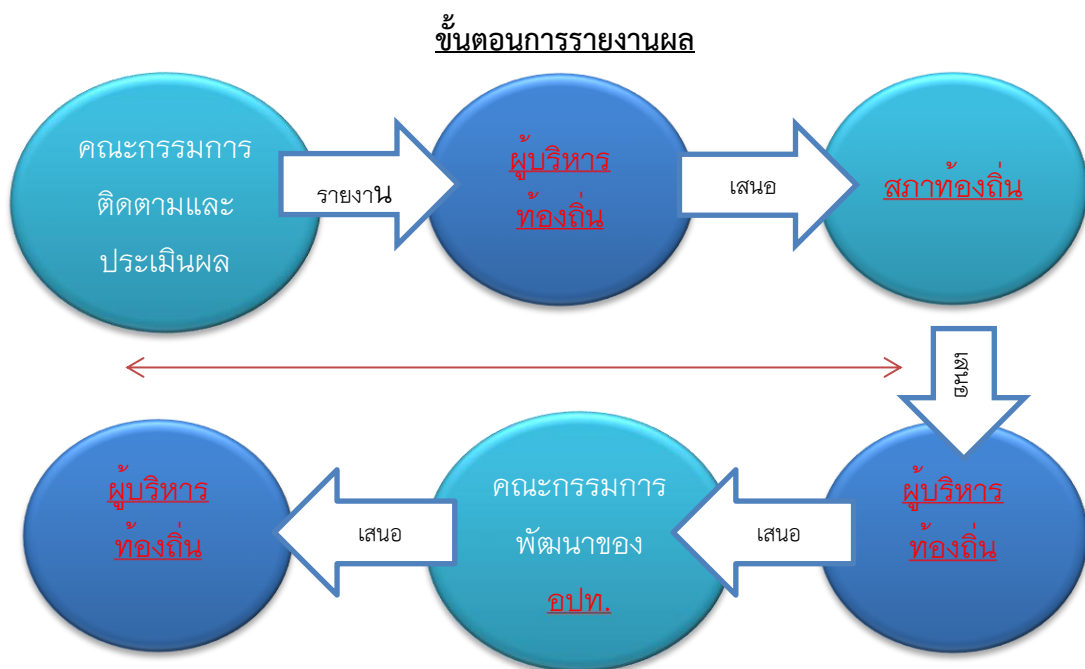 ขั้นตอนการรายงานผล
คณะกรรมการ
ติดตามและ
ประเมินผล
รายงาน
ผู้บริหาร
ท้องถิ่น
เสนอ
สภาท้องถิ่น
เสนอ
ผู้บริหาร
ท้องถิ่น
เสนอ
คณะกรรมการ
พัฒนาของ
อปท.
เสนอ
ผู้บริหาร
ท้องถิ่น